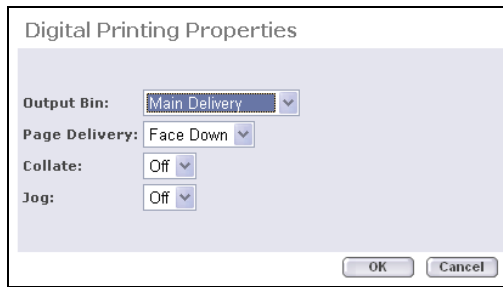 Digital Printing Properties
Output Bin: Main Delivery
Page Delivery: Face Down
Collate: Off
Jog: Off
OK Cancel